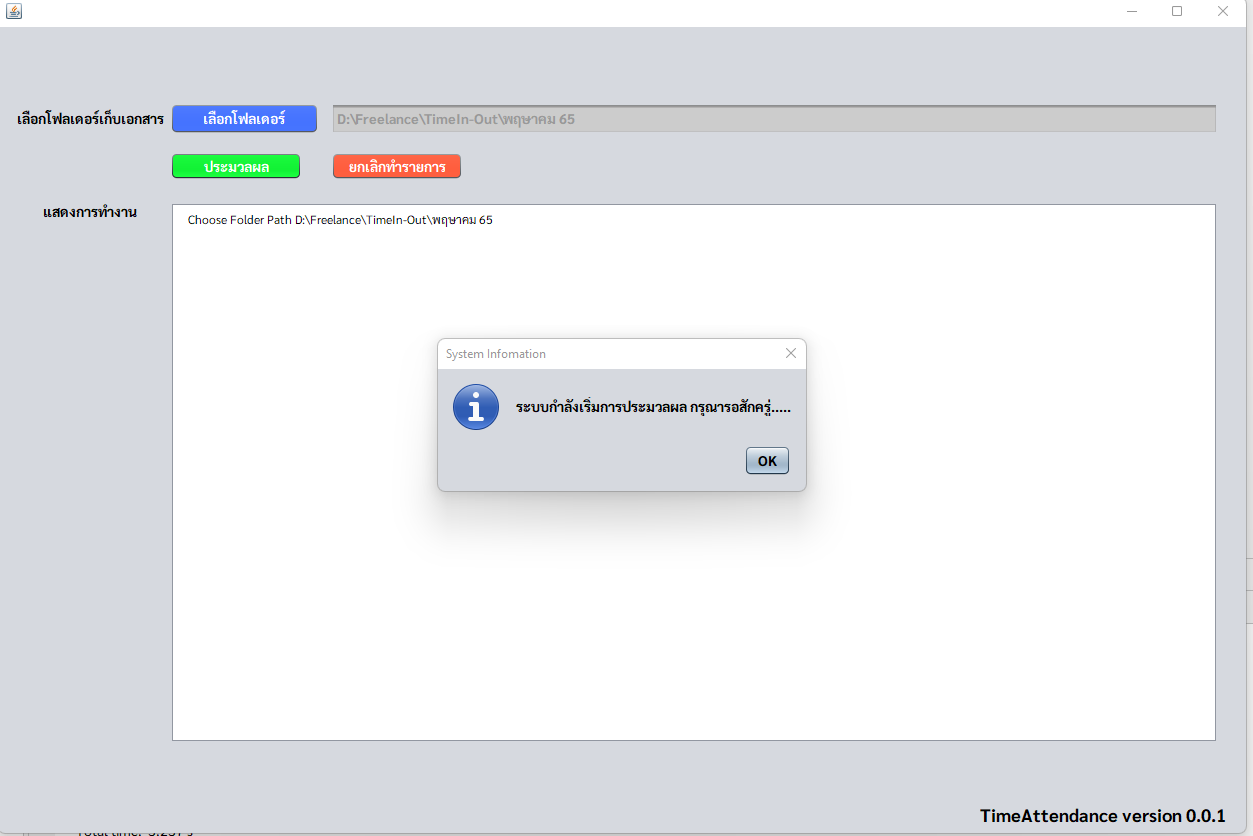 เลือกโฟลเดอร์เก็บเอกสาร เลือกโฟลเดอร์ D:\Freelance\TimeIn-Out\พฤษาคม 65
ประมวลผล ยกเลิกทำรายการ
แสดงการทำงาน
Choose Folder Path D:\Freelance\TimeIn-Out\พฤษาคม 65
System Infomation
ระบบกำลังเริ่มการประมวลผล กรุณารอสักครู่.....
OK
TimeAttendance version 0.0.1